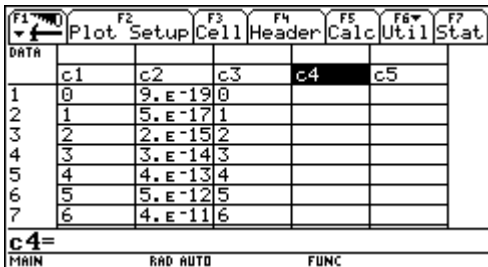 F1 F2 F3 F4 F5 F6 F7
Plot Setup Cell Header Calc Util Stat
DATA
c1 c2 c3 c4 c5
1 0 9.E-19 0
2 1 5.E-17 1
3 2 2.E-15 2
4 3 3.E-14 3
5 4 4.E-13 4
6 5 5.E-12 5
7 6 4.E-11 6
c4=
MAIN RAD AUTO FUNC